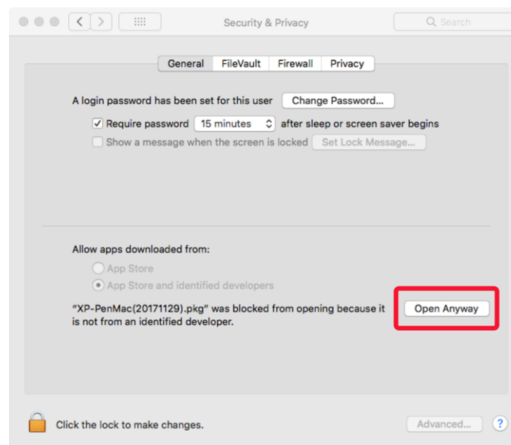 Security & Privacy
Search
General FileVault Firewall Privacy
A login password has been set for this user Change Password...
Require password 15 minutes after sleep or screen saver begins
Show a message when the screen is locked Set Lock Message...
Allow apps downloaded from:
App Store
App Store and identified developers
"XP-PenMac(20171129).pkg" was blocked from opening because it
is not from an identified developer.
Open Anyway
Click the lock to make changes.
Advanced...
?